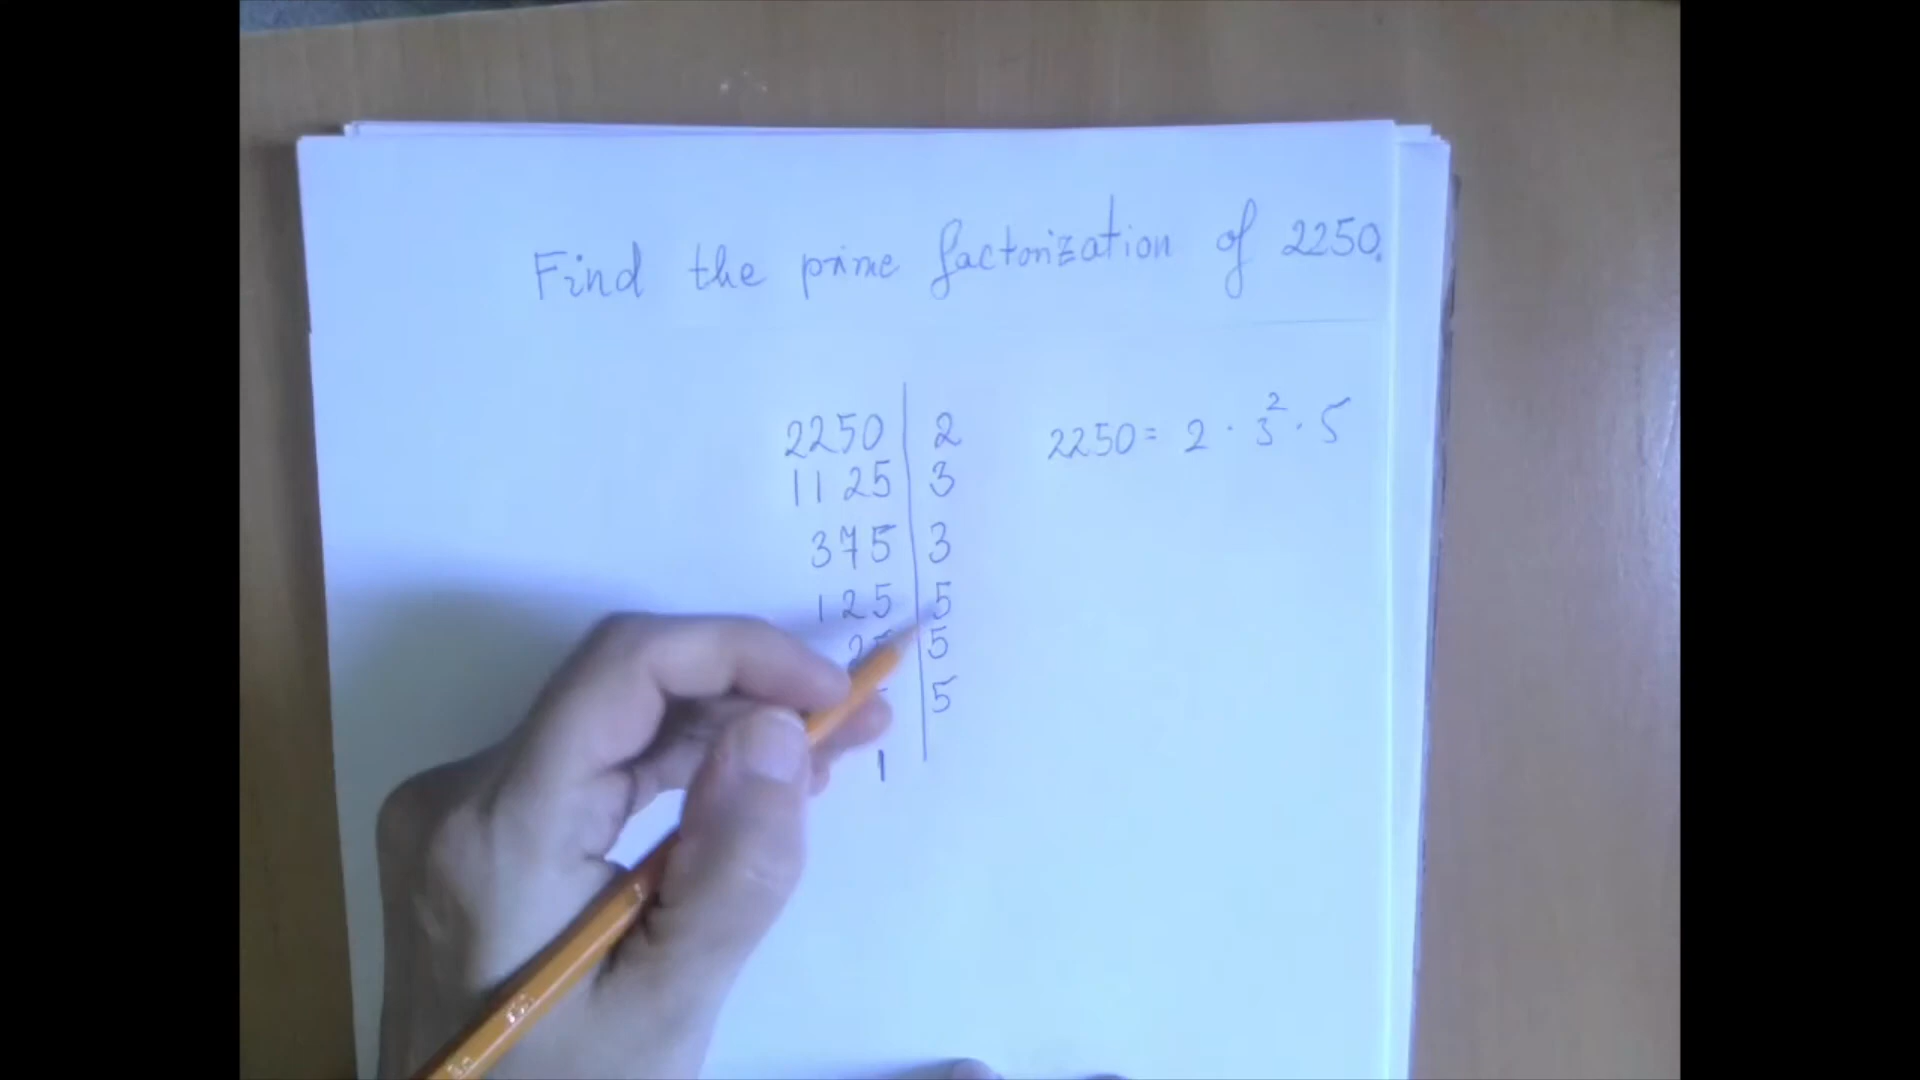 Find the prime factorization of 2250.
2250 | 2
1125 | 3
375 | 3
125 | 5
25 | 5
5
1
2250 = 2 · 3² · 5